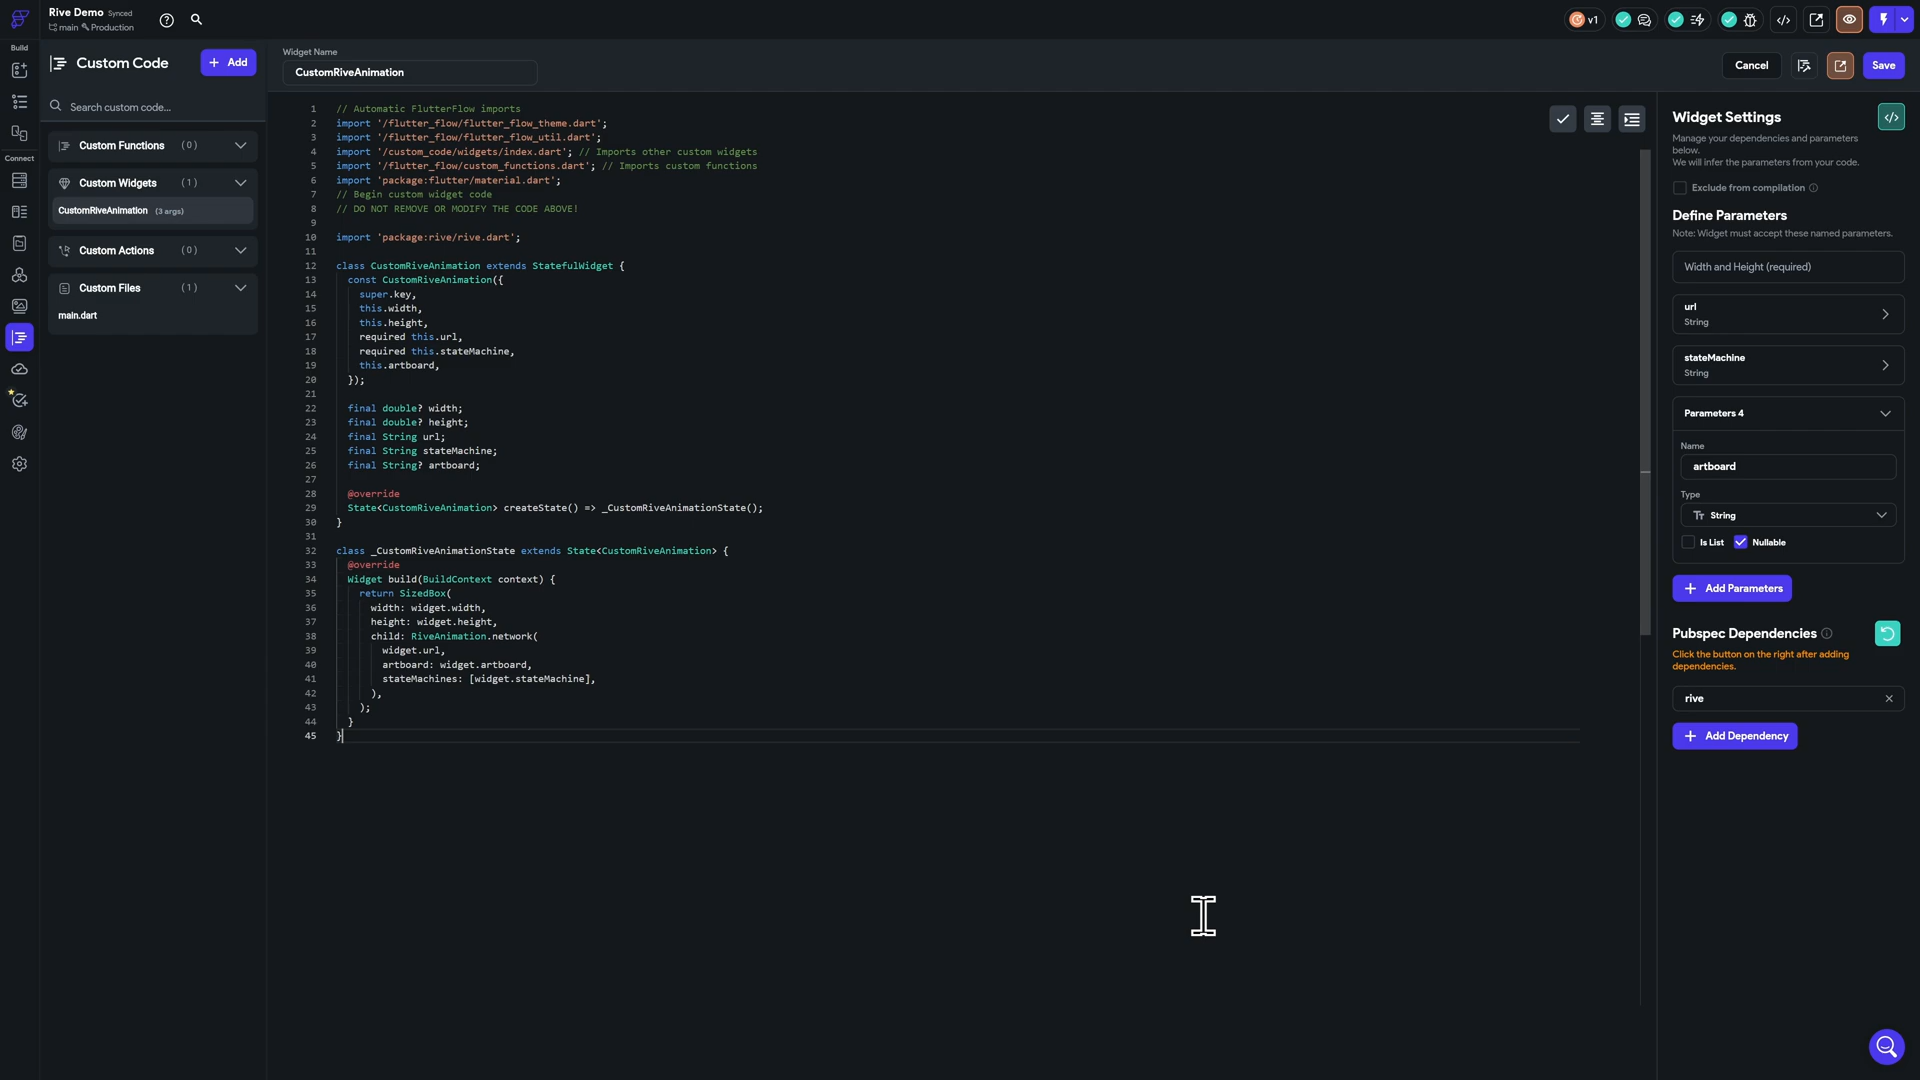 Rive Demo Synced
main Production
v1
Build
Connect
Custom Code
+ Add
Search custom code...
Custom Functions (0)
Custom Widgets (1)
CustomRiveAnimation (3 args)
Custom Actions (0)
Custom Files (1)
main.dart
Widget Name
CustomRiveAnimation
Cancel
Save
1 // Automatic FlutterFlow imports
2 import '/flutter_flow/flutter_flow_theme.dart';
3 import '/flutter_flow/flutter_flow_util.dart';
4 import '/custom_code/widgets/index.dart'; // Imports other custom widgets
5 import '/flutter_flow/custom_functions.dart'; // Imports custom functions
6 import 'package:flutter/material.dart';
7 // Begin custom widget code
8 // DO NOT REMOVE OR MODIFY THE CODE ABOVE!
9
10 import 'package:rive/rive.dart';
11
12 class CustomRiveAnimation extends StatefulWidget {
13 const CustomRiveAnimation({
14 super.key,
15 this.width,
16 this.height,
17 required this.url,
18 required this.stateMachine,
19 this.artboard,
20 });
21
22 final double? width;
23 final double? height;
24 final String url;
25 final String stateMachine;
26 final String? artboard;
27
28 @override
29 State<CustomRiveAnimation> createState() => _CustomRiveAnimationState();
30 }
31
32 class _CustomRiveAnimationState extends State<CustomRiveAnimation> {
33 @override
34 Widget build(BuildContext context) {
35 return SizedBox(
36 width: widget.width,
37 height: widget.height,
38 child: RiveAnimation.network(
39 widget.url,
40 artboard: widget.artboard,
41 stateMachines: [widget.stateMachine],
42 ),
43 );
44 }
45 }
Widget Settings
Manage your dependencies and parameters
below.
We will infer the parameters from your code.
Exclude from compilation
Define Parameters
Note: Widget must accept these named parameters.
Width and Height (required)
url
String
stateMachine
String
Parameters 4
Name
artboard
Type
Tt String
Is List Nullable
+ Add Parameters
Pubspec Dependencies
Click the button on the right after adding
dependencies.
rive
+ Add Dependency